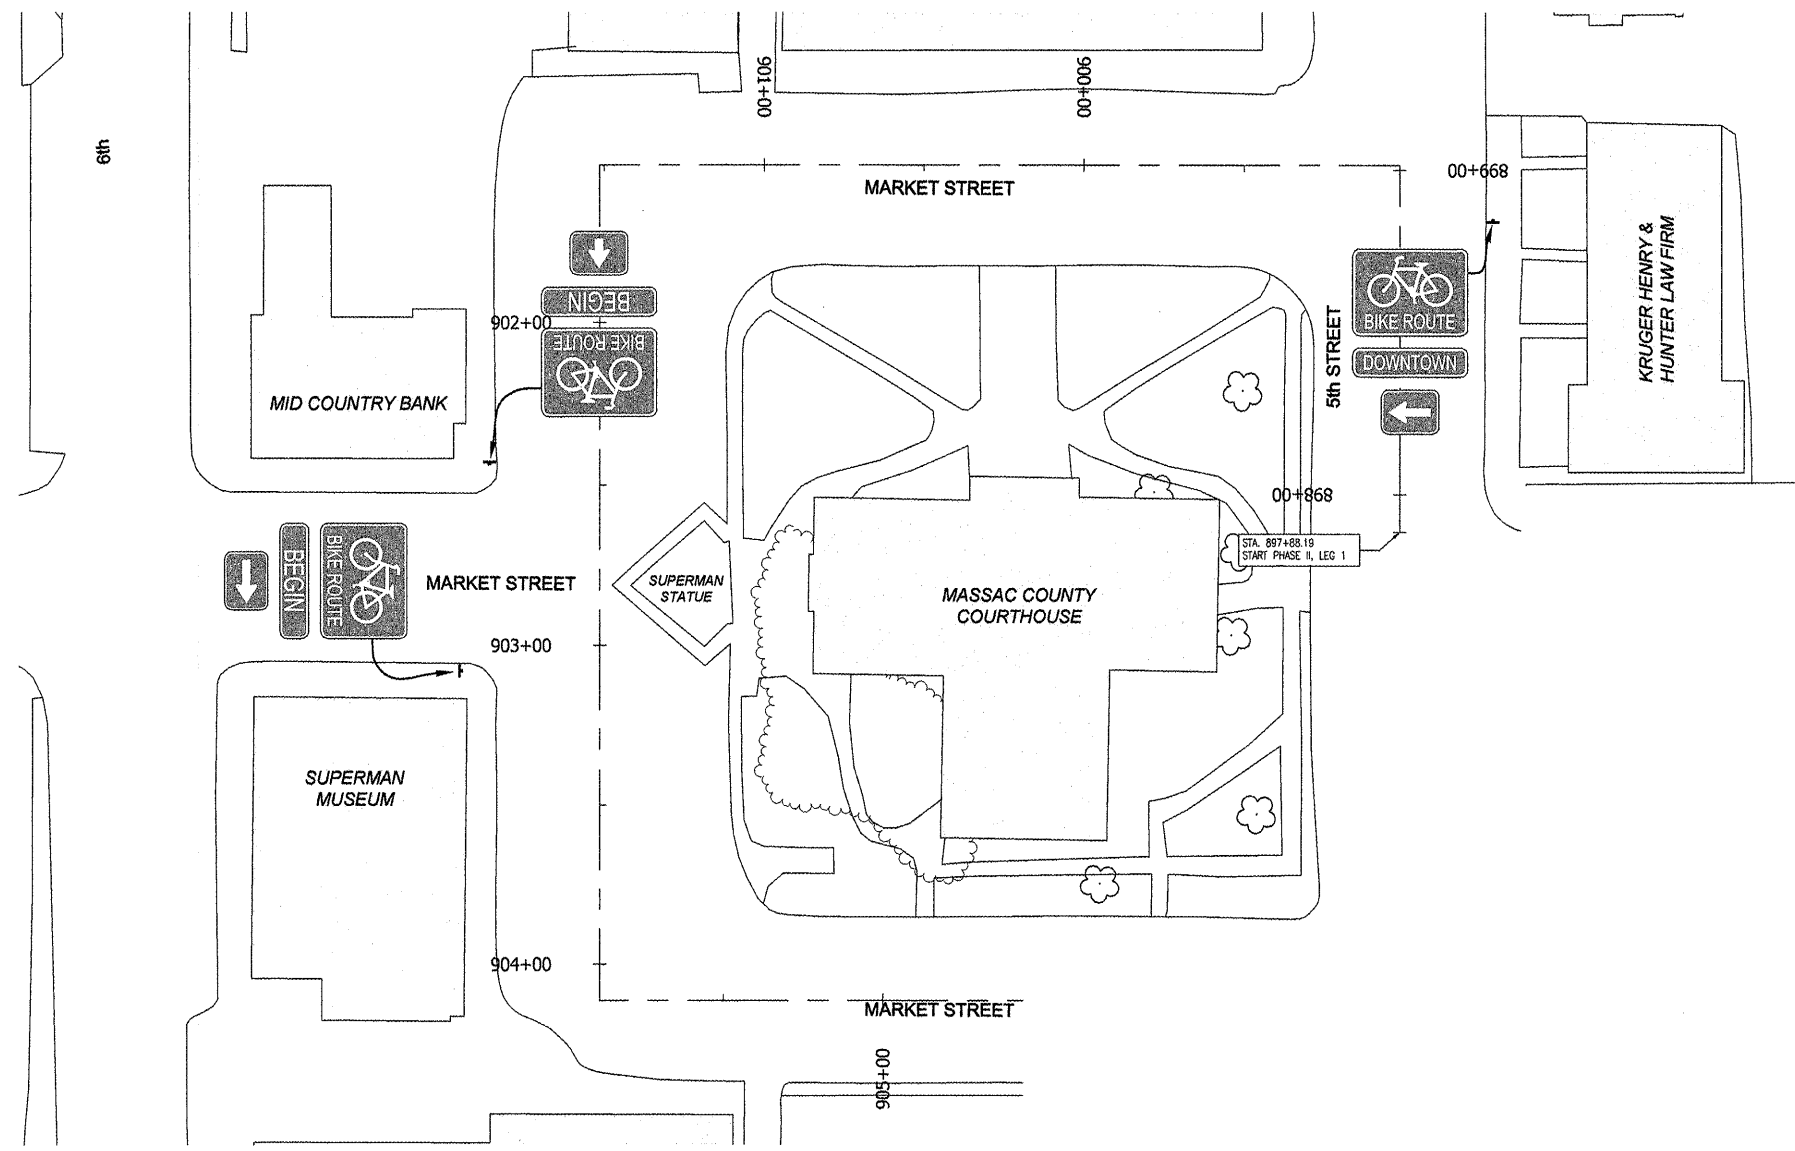 901+00
900+00
6th
MARKET STREET
899+00
BEGIN
BIKE ROUTE
902+00
MID COUNTRY BANK
BIKE ROUTE
DOWNTOWN
5th STREET
KRUGER HENRY &
HUNTER LAW FIRM
898+00
STA. 897+88.19
START PHASE II, LEG 1
BEGIN
BIKE ROUTE
MARKET STREET
SUPERMAN
STATUE
MASSAC COUNTY
COURTHOUSE
903+00
SUPERMAN
MUSEUM
904+00
MARKET STREET
905+00